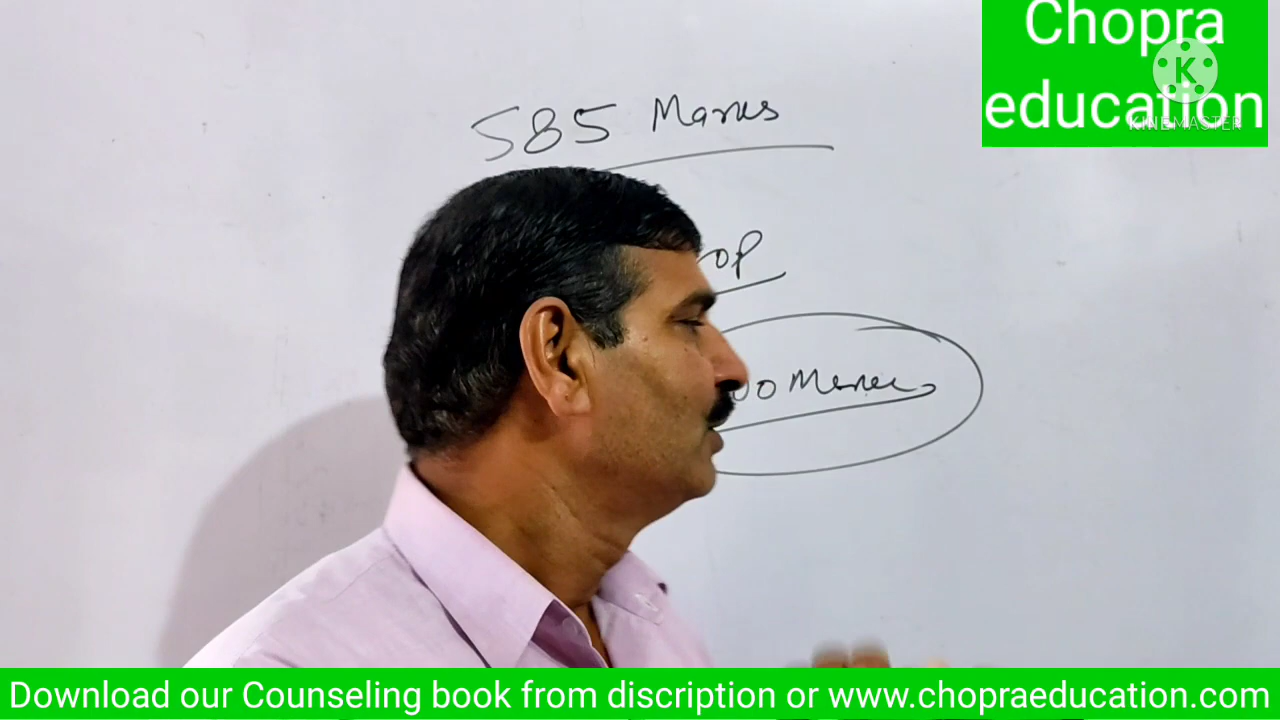 Chopra
education
KINEMASTER
585 Marks
Download our Counseling book from discription or www.chopraeducation.com